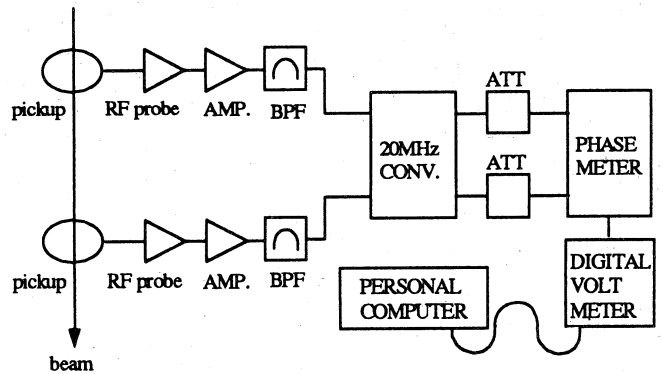 pickup
RF probe
AMP.
BPF
20MHz
CONV.
ATT
ATT
PHASE
METER
pickup
RF probe
AMP.
BPF
PERSONAL
COMPUTER
DIGITAL
VOLT
METER
beam